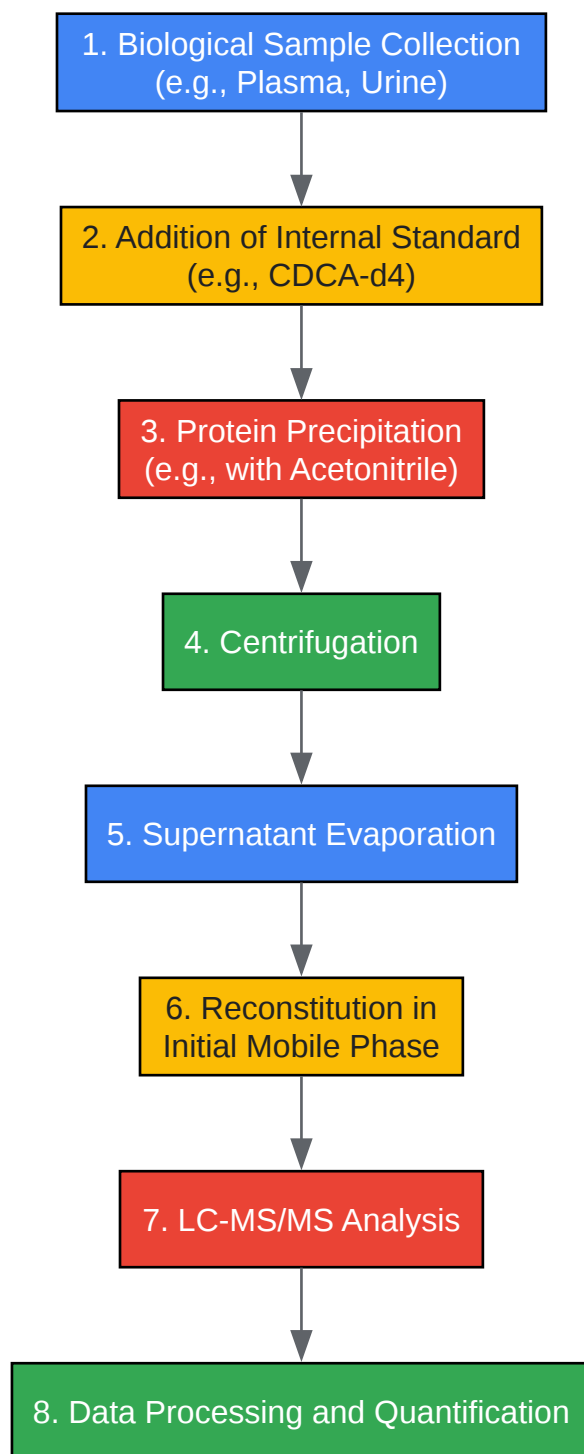 1. Biological Sample Collection
(e.g., Plasma, Urine)
2. Addition of Internal Standard
(e.g., CDCA-d4)
3. Protein Precipitation
(e.g., with Acetonitrile)
4. Centrifugation
5. Supernatant Evaporation
6. Reconstitution in
Initial Mobile Phase
7. LC-MS/MS Analysis
8. Data Processing and Quantification